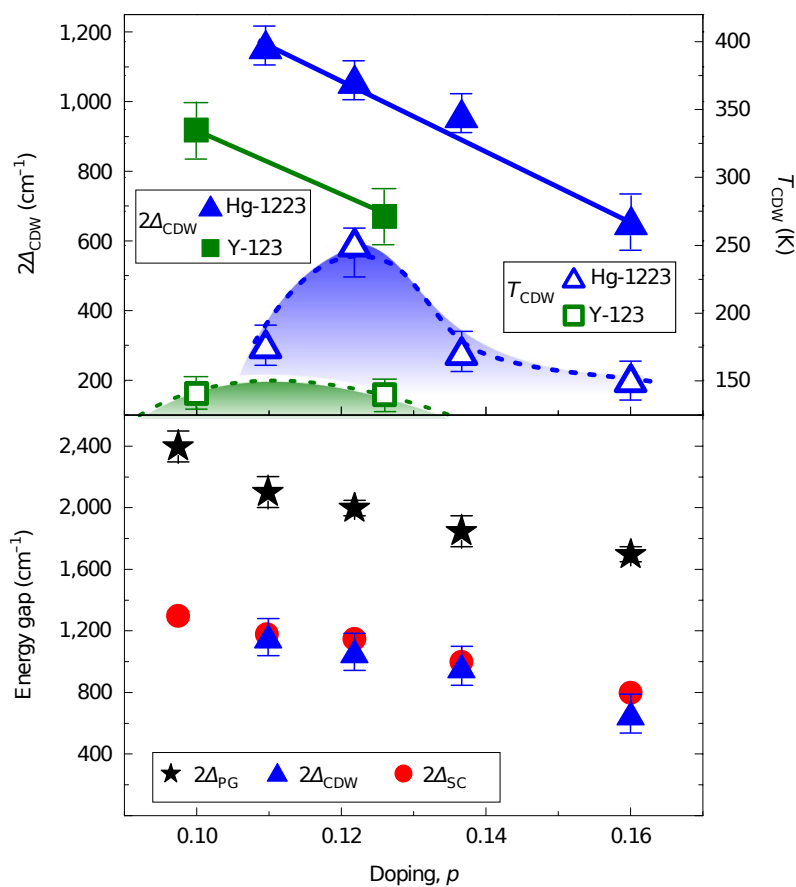 1,200
1,000
800
600
400
200
2Δ_CDW (cm⁻¹)
400
350
300
250
200
150
T_CDW (K)
2Δ_CDW
Hg-1223
Y-123
T_CDW
Hg-1223
Y-123
2,400
2,000
1,600
1,200
800
400
Energy gap (cm⁻¹)
2Δ_PG 2Δ_CDW 2Δ_SC
0.10 0.12 0.14 0.16
Doping, p